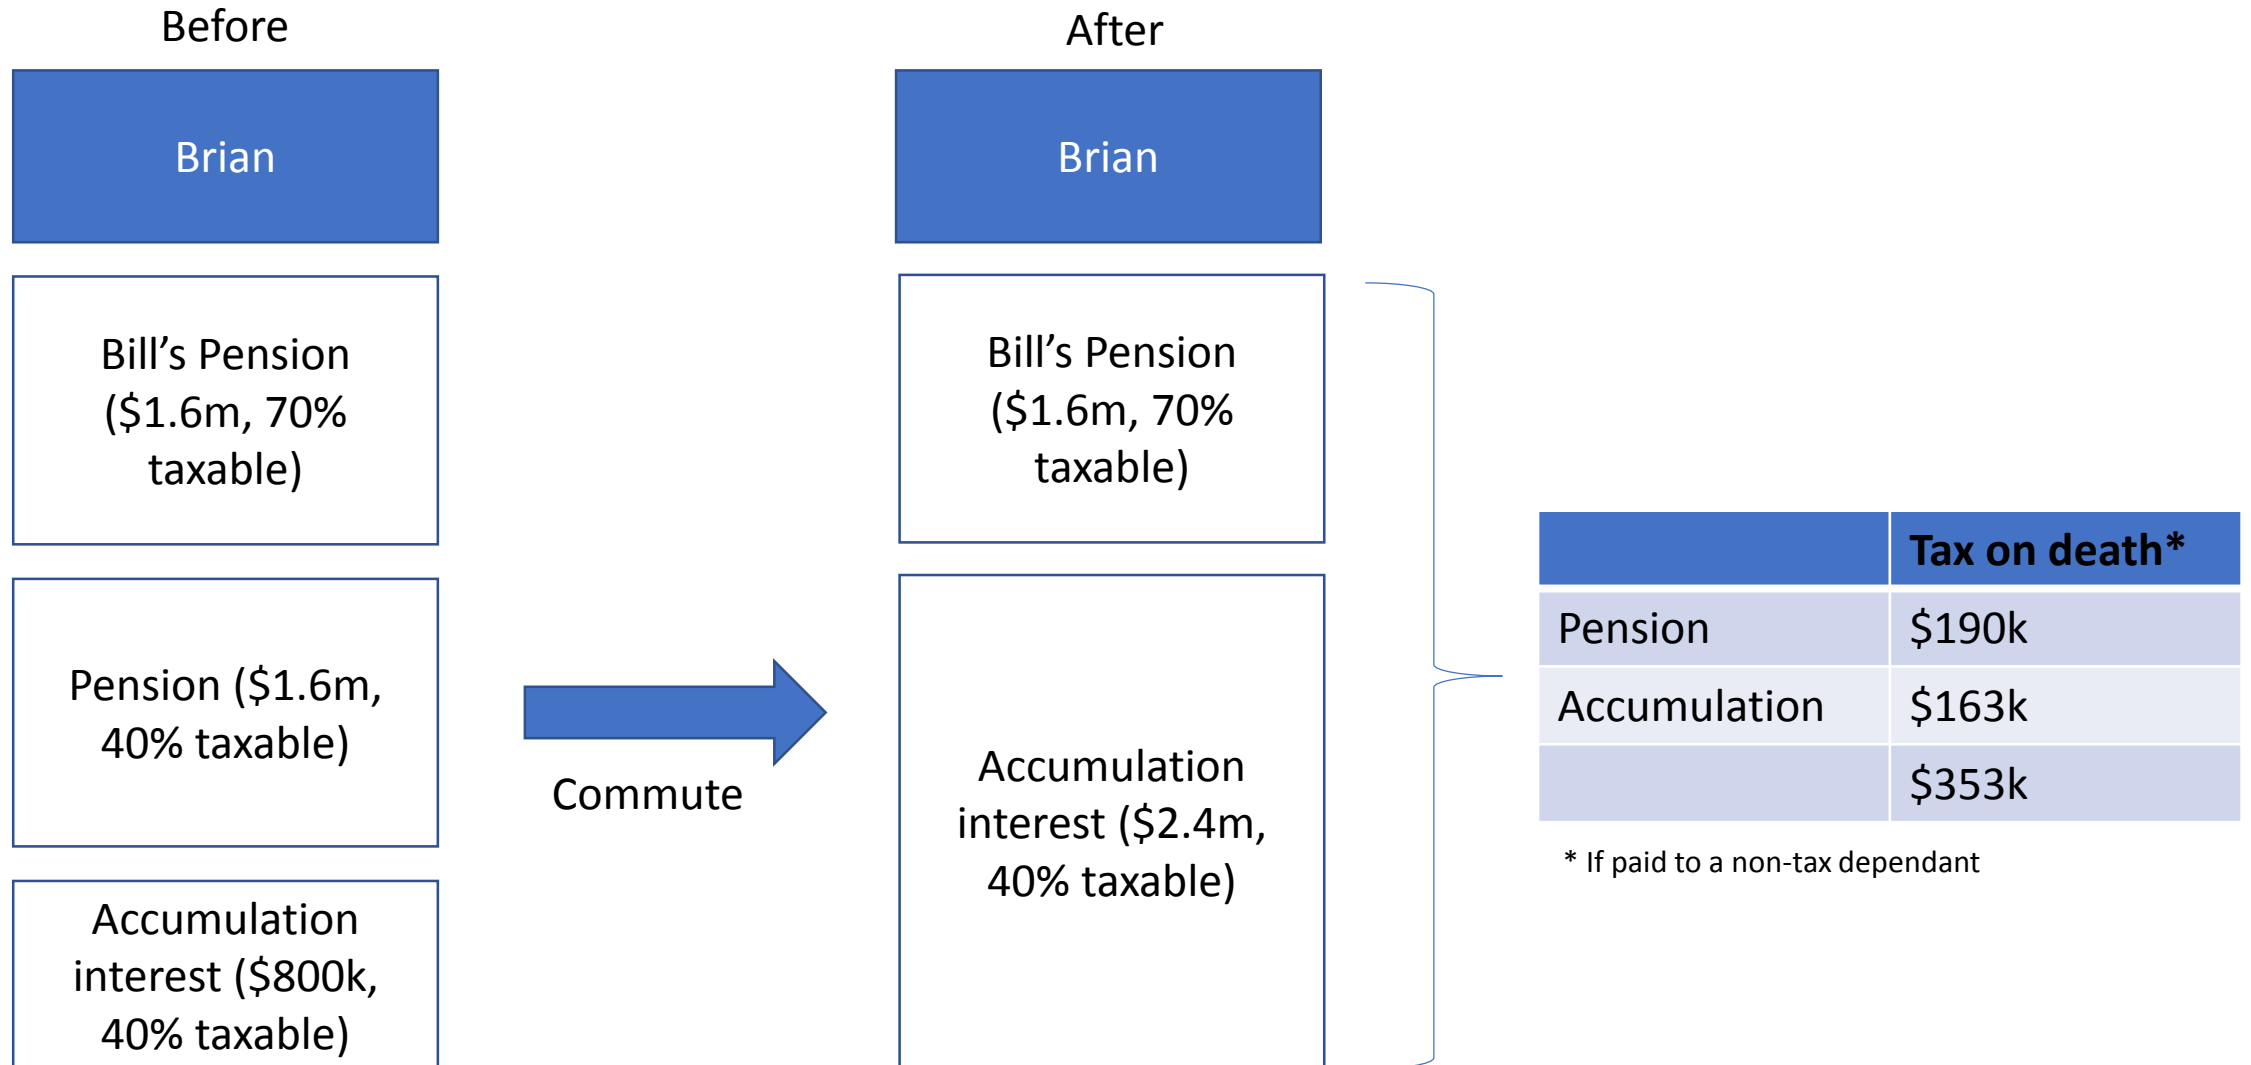 Before
Brian
Bill’s Pension
($1.6m, 70%
taxable)
Pension ($1.6m,
40% taxable)
Accumulation
interest ($800k,
40% taxable)
Commute
After
Brian
Bill’s Pension
($1.6m, 70%
taxable)
Accumulation
interest ($2.4m,
40% taxable)
Tax on death*
Pension $190k
Accumulation $163k
$353k
* If paid to a non-tax dependant